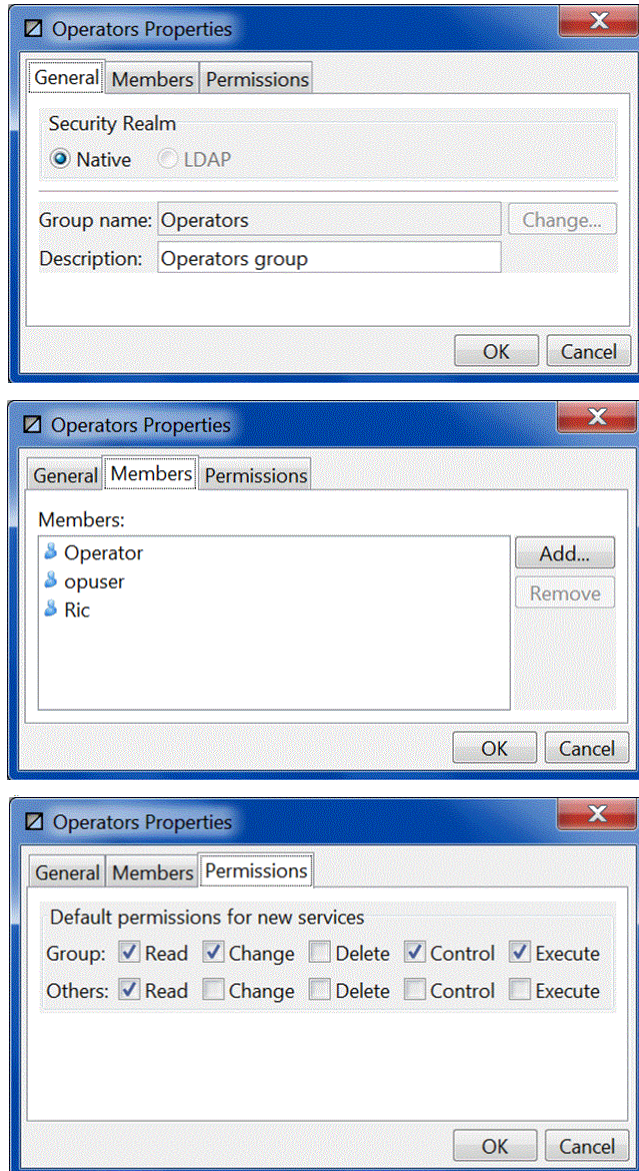 Operators Properties
General Members Permissions
Security Realm
Native LDAP
Group name: Operators Change...
Description: Operators group
OK Cancel
Operators Properties
General Members Permissions
Members:
Operator Add...
opuser Remove
Ric
OK Cancel
Operators Properties
General Members Permissions
Default permissions for new services
Group: Read Change Delete Control Execute
Others: Read Change Delete Control Execute
OK Cancel